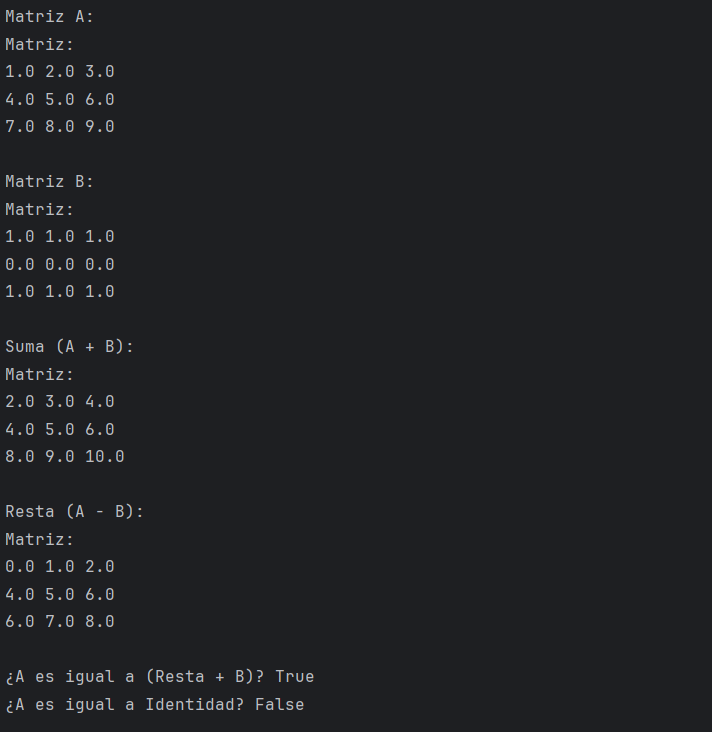 Matriz A:
Matriz:
1.0 2.0 3.0
4.0 5.0 6.0
7.0 8.0 9.0
Matriz B:
Matriz:
1.0 1.0 1.0
0.0 0.0 0.0
1.0 1.0 1.0
Suma (A + B):
Matriz:
2.0 3.0 4.0
4.0 5.0 6.0
8.0 9.0 10.0
Resta (A - B):
Matriz:
0.0 1.0 2.0
4.0 5.0 6.0
6.0 7.0 8.0
¿A es igual a (Resta + B)? True
¿A es igual a Identidad? False